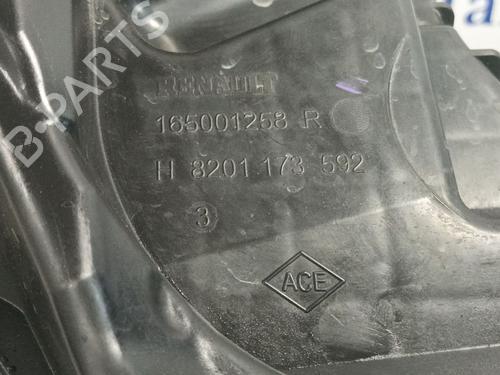 B-PARTS
RENAULT
165001258 R
H 8201 173 592
3
ACE